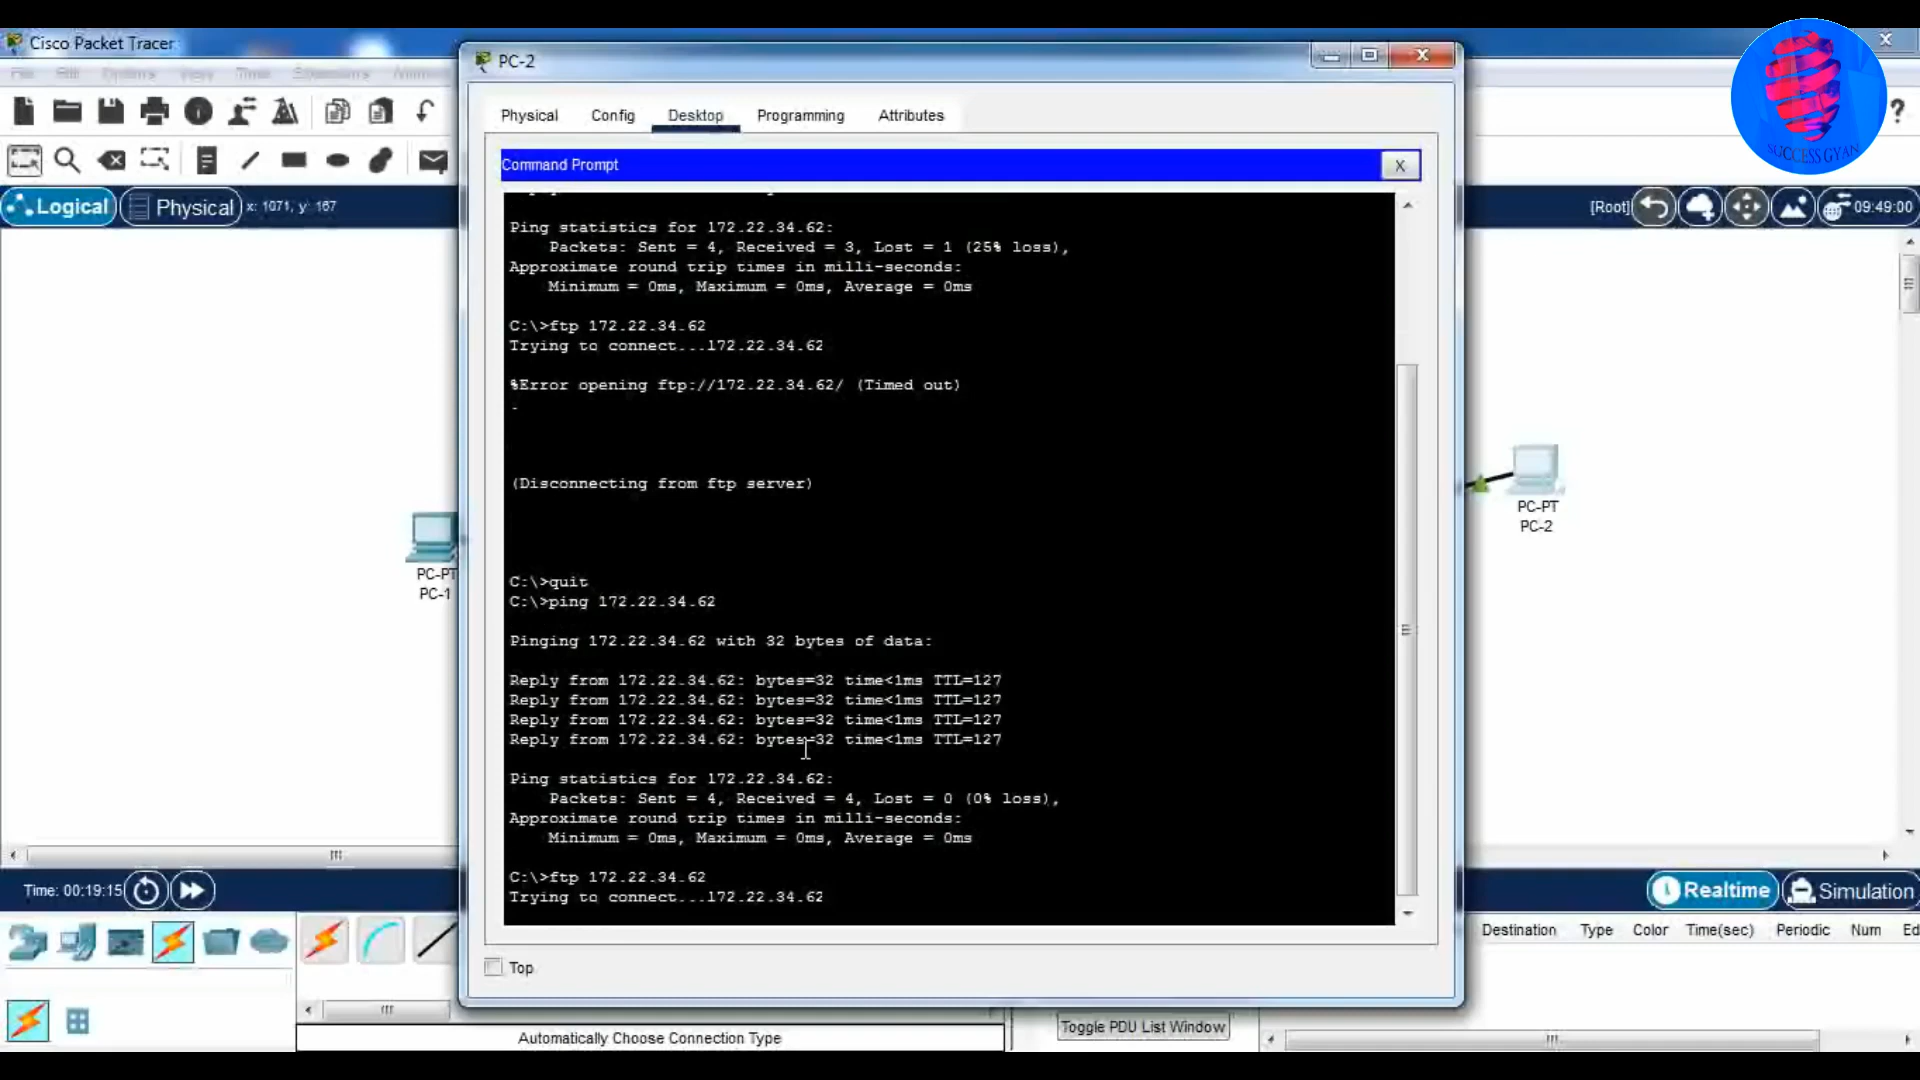 Cisco Packet Tracer
PC-2
SUCCESS GYAN
Physical Config Desktop Programming Attributes
Command Prompt
X
Logical Physical x: 1071, y: 167
[Root] 09:49:00
Ping statistics for 172.22.34.62:
Packets: Sent = 4, Received = 3, Lost = 1 (25% loss),
Approximate round trip times in milli-seconds:
Minimum = 0ms, Maximum = 0ms, Average = 0ms
C:\>ftp 172.22.34.62
Trying to connect...172.22.34.62
%Error opening ftp://172.22.34.62/ (Timed out)
.
(Disconnecting from ftp server)
C:\>quit
C:\>ping 172.22.34.62
Pinging 172.22.34.62 with 32 bytes of data:
Reply from 172.22.34.62: bytes=32 time<1ms TTL=127
Reply from 172.22.34.62: bytes=32 time<1ms TTL=127
Reply from 172.22.34.62: bytes=32 time<1ms TTL=127
Reply from 172.22.34.62: bytes=32 time<1ms TTL=127
Ping statistics for 172.22.34.62:
Packets: Sent = 4, Received = 4, Lost = 0 (0% loss),
Approximate round trip times in milli-seconds:
Minimum = 0ms, Maximum = 0ms, Average = 0ms
C:\>ftp 172.22.34.62
Trying to connect...172.22.34.62
PC-PT
PC-1
PC-PT
PC-2
Time: 00:19:15
Realtime Simulation
Destination Type Color Time(sec) Periodic Num Ed
Top
Toggle PDU List Window
Automatically Choose Connection Type